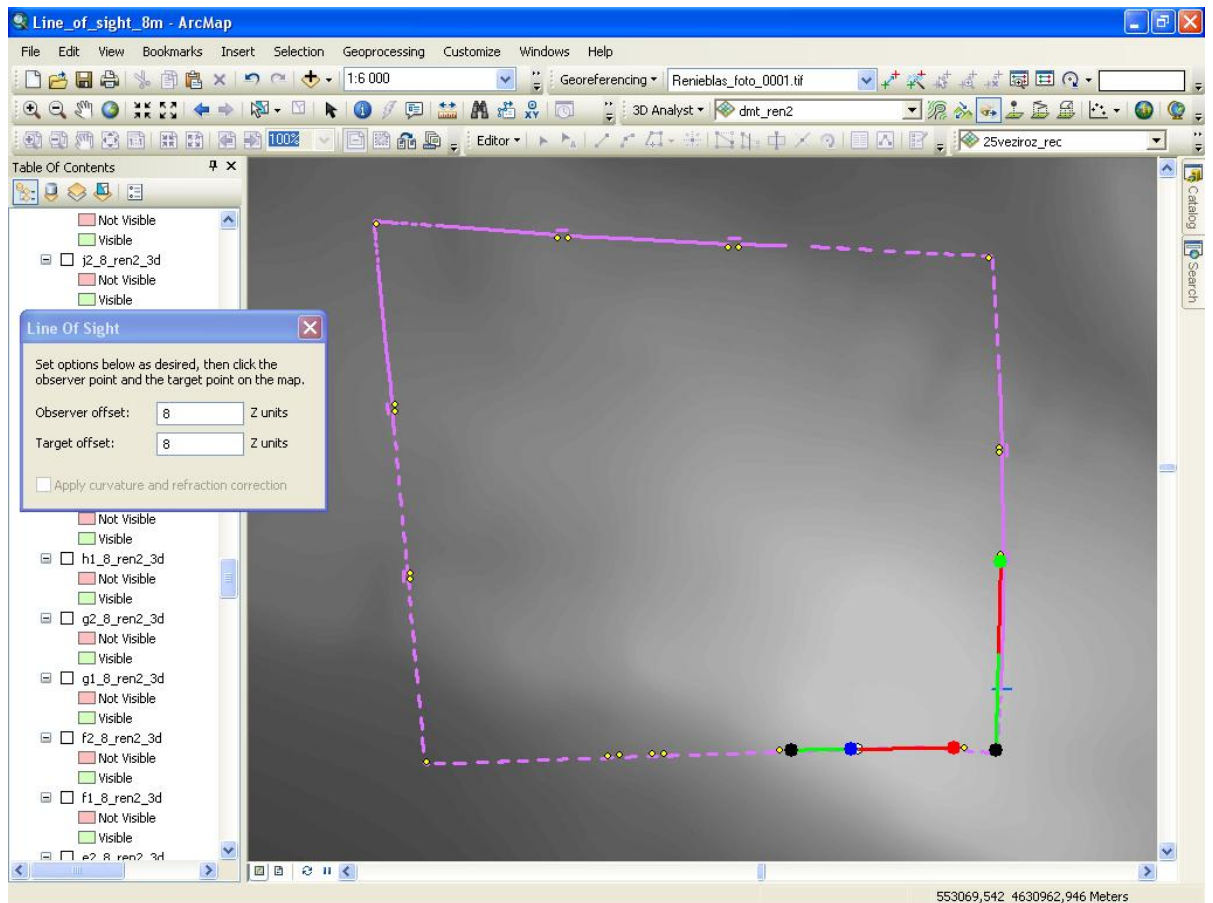 Line_of_sight_8m - ArcMap
File Edit View Bookmarks Insert Selection Geoprocessing Customize Windows Help
1:6 000 Georeferencing Renieblas_foto_0001.tif
3D Analyst dmt_ren2
100% Editor 25veziroz_rec
Table Of Contents
Not Visible
Visible
j2_8_ren2_3d
Not Visible
Visible
Line Of Sight
Set options below as desired, then click the
observer point and the target point on the map.
Observer offset: 8 Z units
Target offset: 8 Z units
Apply curvature and refraction correction
Not Visible
Visible
h1_8_ren2_3d
Not Visible
Visible
g2_8_ren2_3d
Not Visible
Visible
g1_8_ren2_3d
Not Visible
Visible
f2_8_ren2_3d
Not Visible
Visible
f1_8_ren2_3d
Not Visible
Visible
e2_8_ren2_3d
Catalog
Search
553069,542 4630962,946 Meters